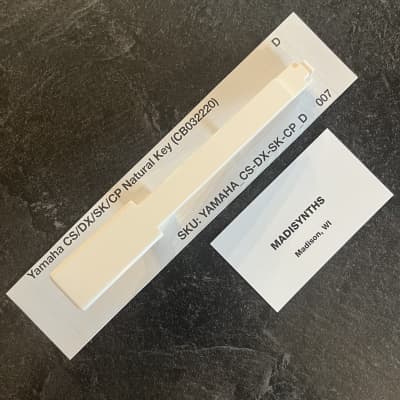 Yamaha CS/DX/SK/CP Natural Key (CB032220)
D
SKU: YAMAHA_CS-DX-SK-CP_D
007
MADISYNTHS
Madison, WI